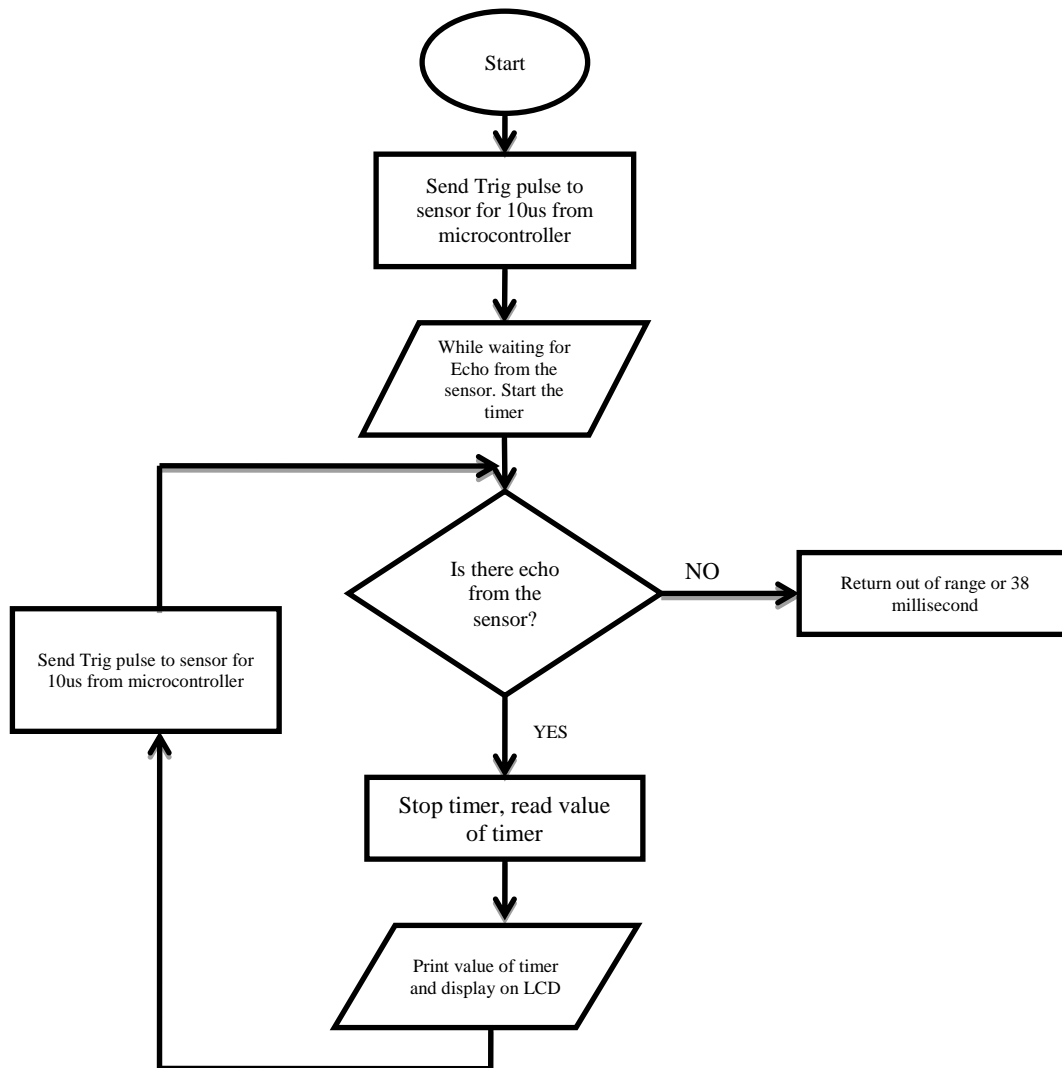 Start
Send Trig pulse to
sensor for 10us from
microcontroller
While waiting for
Echo from the
sensor. Start the
timer
Is there echo
from the
sensor?
NO
Return out of range or 38
millisecond
Send Trig pulse to sensor for
10us from microcontroller
YES
Stop timer, read value
of timer
Print value of timer
and display on LCD